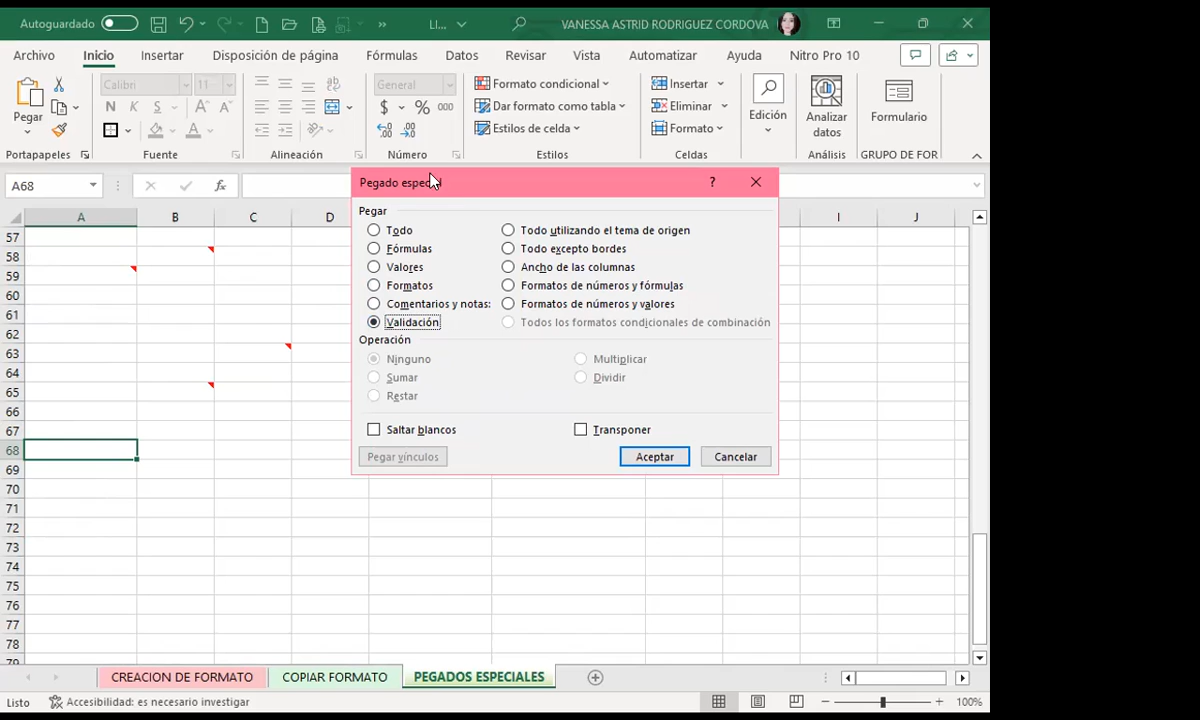 Autoguardado LI... VANESSA ASTRID RODRIGUEZ CORDOVA
Archivo Inicio Insertar Disposición de página Fórmulas Datos Revisar Vista Automatizar Ayuda Nitro Pro 10
Pegar Calibri 11 General Formato condicional Insertar Edición Analizar datos Formulario
N K S $ % 000 Dar formato como tabla Eliminar
Estilos de celda Formato
Portapapeles Fuente Alineación Número Estilos Celdas Análisis GRUPO DE FOR
A68 fx
Pegado especial ?
A B C D I J
57
58
59
60
61
62
63
64
65
66
67
68
69
70
71
72
73
74
75
76
77
78
79
Pegar
Todo Todo utilizando el tema de origen
Fórmulas Todo excepto bordes
Valores Ancho de las columnas
Formatos Formatos de números y fórmulas
Comentarios y notas: Formatos de números y valores
Validación Todos los formatos condicionales de combinación
Operación
Ninguno Multiplicar
Sumar Dividir
Restar
Saltar blancos Transponer
Pegar vínculos Aceptar Cancelar
CREACION DE FORMATO COPIAR FORMATO PEGADOS ESPECIALES
Listo Accesibilidad: es necesario investigar 100%